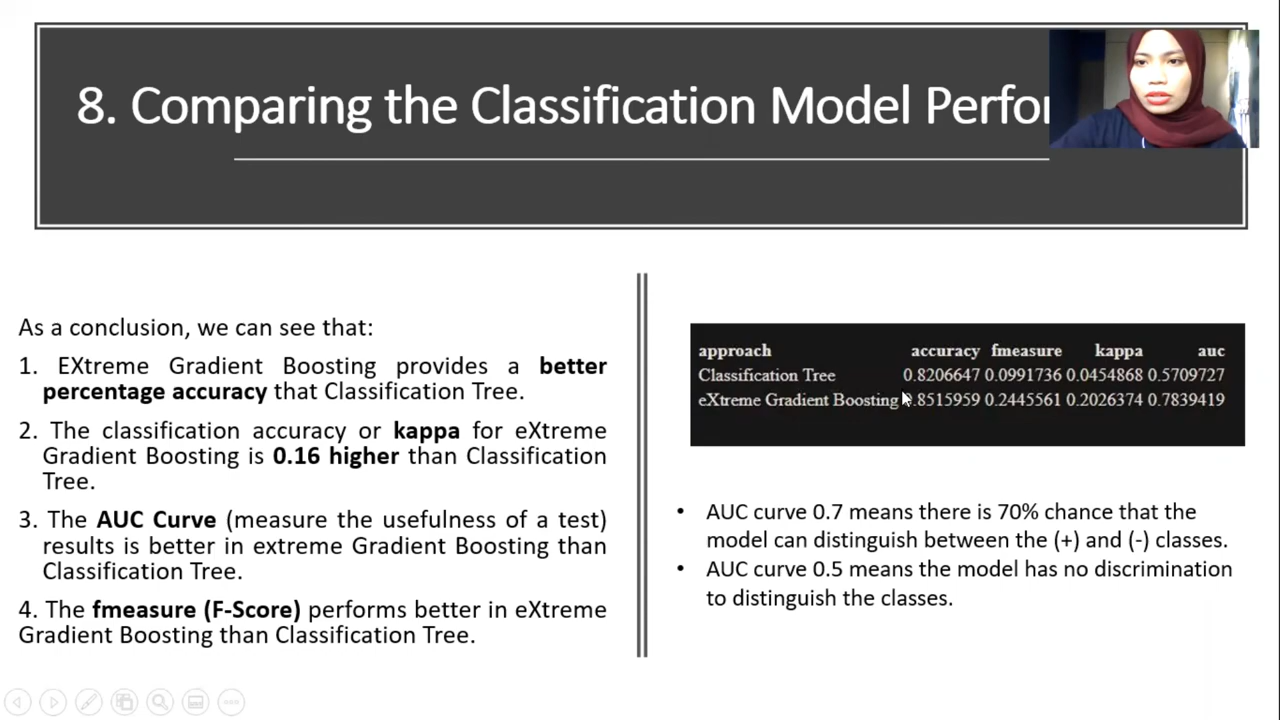 8. Comparing the Classification Model Perfor
As a conclusion, we can see that:
1. EXtreme Gradient Boosting provides a better
percentage accuracy that Classification Tree.
2. The classification accuracy or kappa for eXtreme
Gradient Boosting is 0.16 higher than Classification
Tree.
3. The AUC Curve (measure the usefulness of a test)
results is better in extreme Gradient Boosting than
Classification Tree.
4. The fmeasure (F-Score) performs better in eXtreme
Gradient Boosting than Classification Tree.
approach accuracy fmeasure kappa auc
Classification Tree 0.8206647 0.0991736 0.0454868 0.5709727
eXtreme Gradient Boosting .8515959 0.2445561 0.2026374 0.7839419
• AUC curve 0.7 means there is 70% chance that the
model can distinguish between the (+) and (-) classes.
• AUC curve 0.5 means the model has no discrimination
to distinguish the classes.